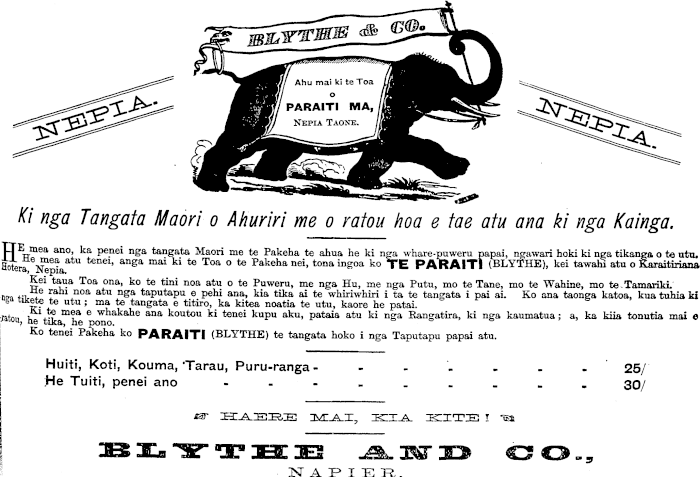 BLYTHE & CO.
Ahu mai ki te Toa
o
PARAITI MA,
NEPIA TAONE.
NEPIA.
NEPIA.
Ki nga Tangata Maori o Ahuriri me o ratou hoa e tae atu ana ki nga Kainga.
HE mea ano, ka penei nga tangata Maori me te Pakeha te ahua he ki nga whare-puweru papai, ngawari hoki ki nga tikanga o te utu.
He mea atu tenei, anga mai ki te Toa o te Pakeha nei, tona ingoa ko TE PARAITI (BLYTHE), kei tawahi atu o Karaitiriana
Hotera, Nepia.
Kei taua Toa ona, ko te tini noa atu o te Puweru, me nga Hu, me nga Putu, mo te Tane, mo te Wahine, mo te Tamariki.
He rahi noa atu nga taputapu e pehi ana, kia tika ai te whiriwhiri i ta te tangata i pai ai. Ko ana taonga katoa, kua tuhia ki
nga tikete te utu; ma te tangata e titiro, ka kitea noatia te utu, kaore he patai.
Ki te mea e whakahe ana koutou ki tenei kupu aku, pataia atu ki nga Rangatira, ki nga kaumatua; a, ka kiia tonutia mai e
ratou, he tika, he pono.
Ko tenei Pakeha ko PARAITI (BLYTHE) te tangata hoko i nga Taputapu papai atu.
Huiti, Koti, Kouma, Tarau, Puru-ranga - - - - - - - 25/
He Tuiti, penei ano - - - - - - - - - - 30/
HAERE MAI, KIA KITE!
BLYTHE AND CO.,
NAPIER.